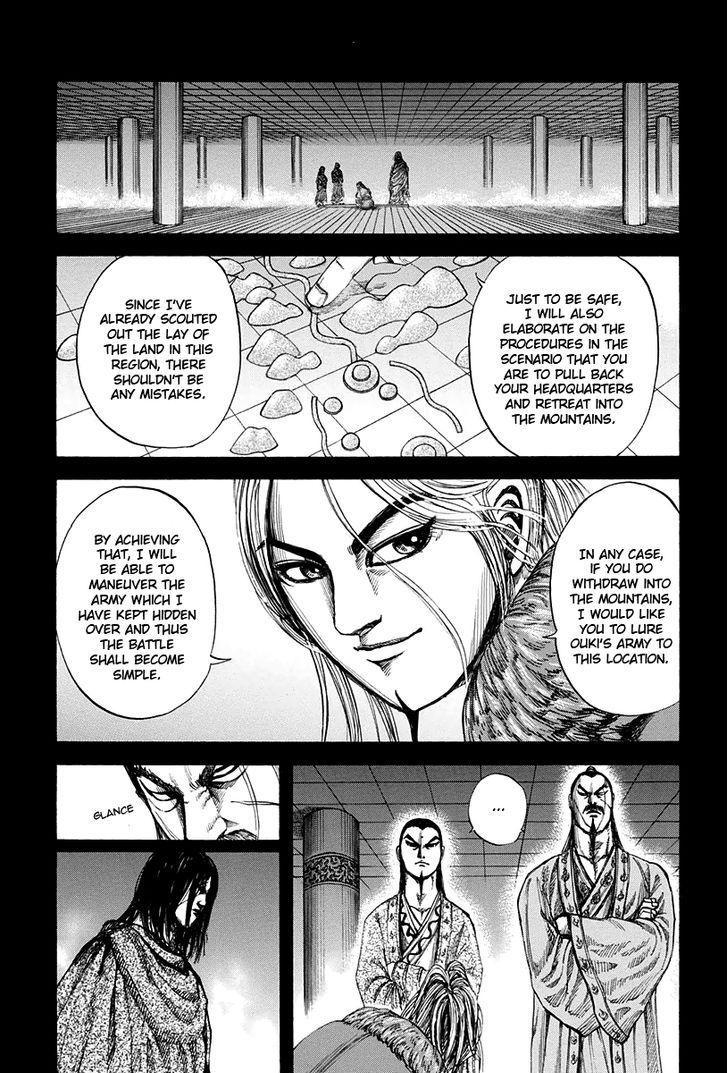 JUST TO BE SAFE,
I WILL ALSO
ELABORATE ON THE
PROCEDURES IN THE
SCENARIO THAT YOU
ARE TO PULL BACK
YOUR HEADQUARTERS
AND RETREAT INTO
THE MOUNTAINS.
SINCE I'VE
ALREADY SCOUTED
OUT THE LAY OF
THE LAND IN THIS
REGION, THERE
SHOULDN'T BE
ANY MISTAKES.
IN ANY CASE,
IF YOU DO
WITHDRAW INTO
THE MOUNTAINS,
I WOULD LIKE
YOU TO LURE
OUKI'S ARMY TO
THIS LOCATION.
BY ACHIEVING
THAT, I WILL
BE ABLE TO
MANEUVER THE
ARMY WHICH I
HAVE KEPT HIDDEN
OVER AND THUS
THE BATTLE
SHALL BECOME
SIMPLE.
...
GLANCE